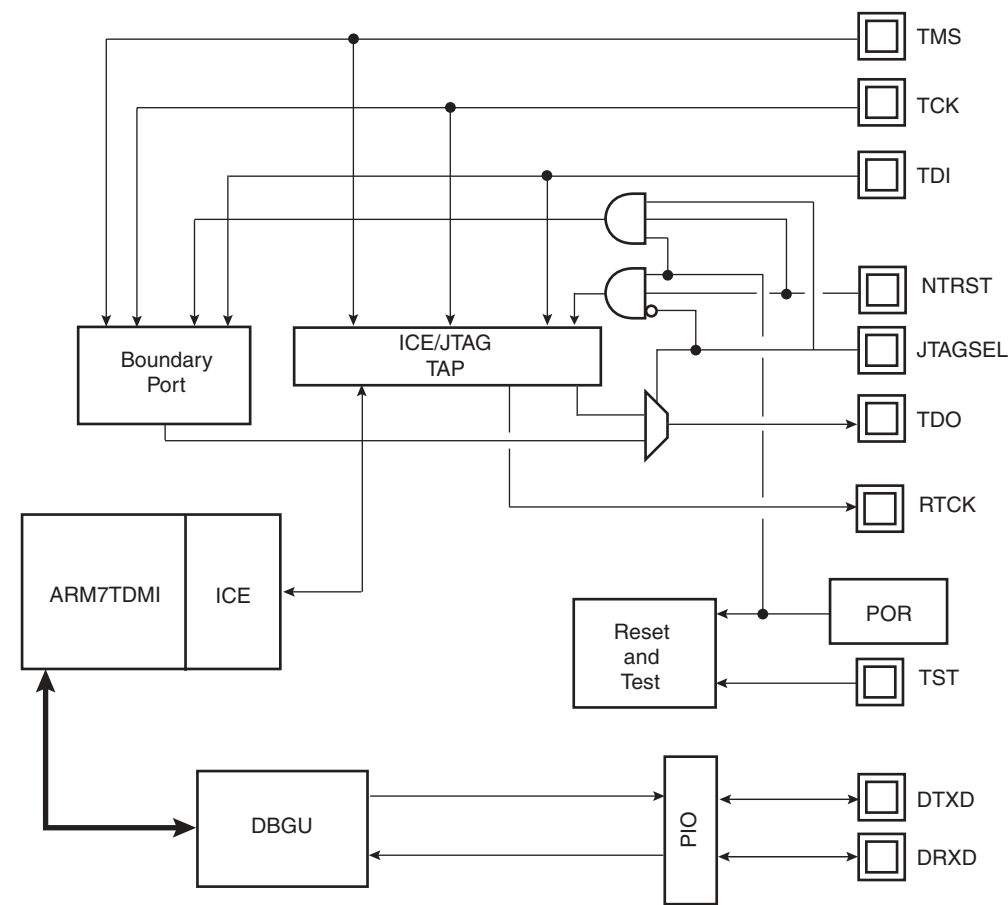 TMS
TCK
TDI
NTRST
JTAGSEL
TDO
RTCK
Boundary
Port
ICE/JTAG
TAP
ARM7TDMI
ICE
Reset
and
Test
POR
TST
DBGU
PIO
DTXD
DRXD